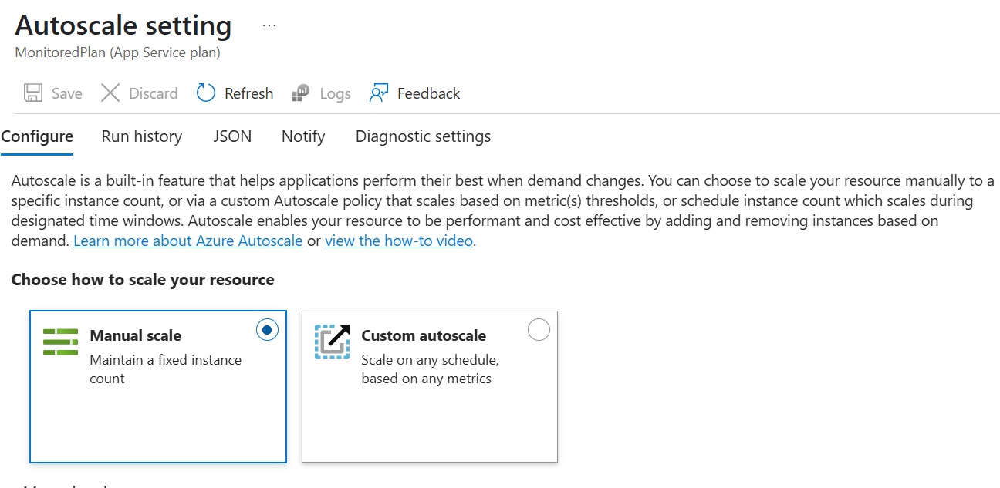 Autoscale setting ...
MonitoredPlan (App Service plan)
Save Discard Refresh Logs Feedback
Configure Run history JSON Notify Diagnostic settings
Autoscale is a built-in feature that helps applications perform their best when demand changes. You can choose to scale your resource manually to a
specific instance count, or via a custom Autoscale policy that scales based on metric(s) thresholds, or schedule instance count which scales during
designated time windows. Autoscale enables your resource to be performant and cost effective by adding and removing instances based on
demand. Learn more about Azure Autoscale or view the how-to video.
Choose how to scale your resource
Manual scale
Maintain a fixed instance
count
Custom autoscale
Scale on any schedule,
based on any metrics